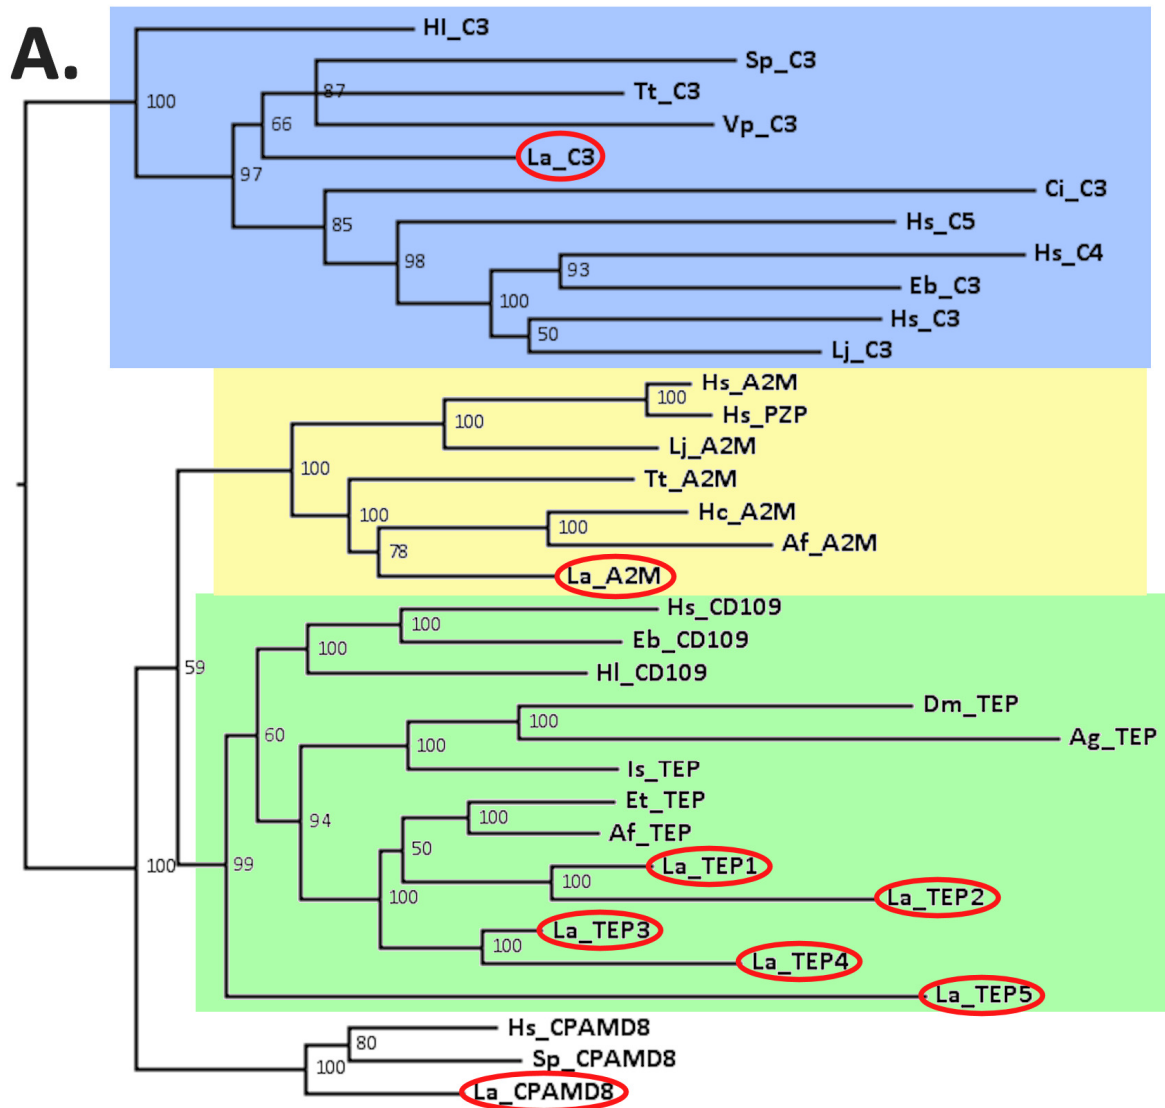 A.
Hl_C3
Sp_C3
87
Tt_C3
100
66
Vp_C3
La_C3
97
Ci_C3
85
Hs_C5
98
Hs_C4
93
Eb_C3
100
Hs_C3
50
Lj_C3
Hs_A2M
100
Hs_PZP
100
Lj_A2M
100
Tt_A2M
100
Hc_A2M
100
Af_A2M
78
La_A2M
Hs_CD109
100
Eb_CD109
100
Hl_CD109
59
Dm_TEP
100
Ag_TEP
60
100
Is_TEP
Et_TEP
100
94
Af_TEP
50
La_TEP1
100
99
100
La_TEP2
100
La_TEP3
100
La_TEP4
La_TEP5
Hs_CPAMD8
80
Sp_CPAMD8
100
La_CPAMD8